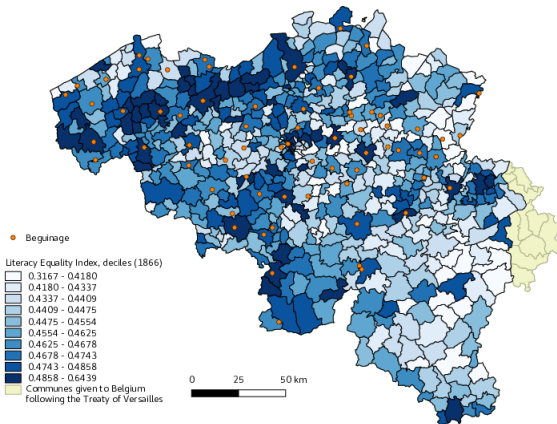 Beguinage
Literacy Equality Index, deciles (1866)
0.3167 - 0.4180
0.4180 - 0.4337
0.4337 - 0.4409
0.4409 - 0.4475
0.4475 - 0.4554
0.4554 - 0.4625
0.4625 - 0.4678
0.4678 - 0.4743
0.4743 - 0.4858
0.4858 - 0.6439
Communes given to Belgium
following the Treaty of Versailles
0 25 50 km